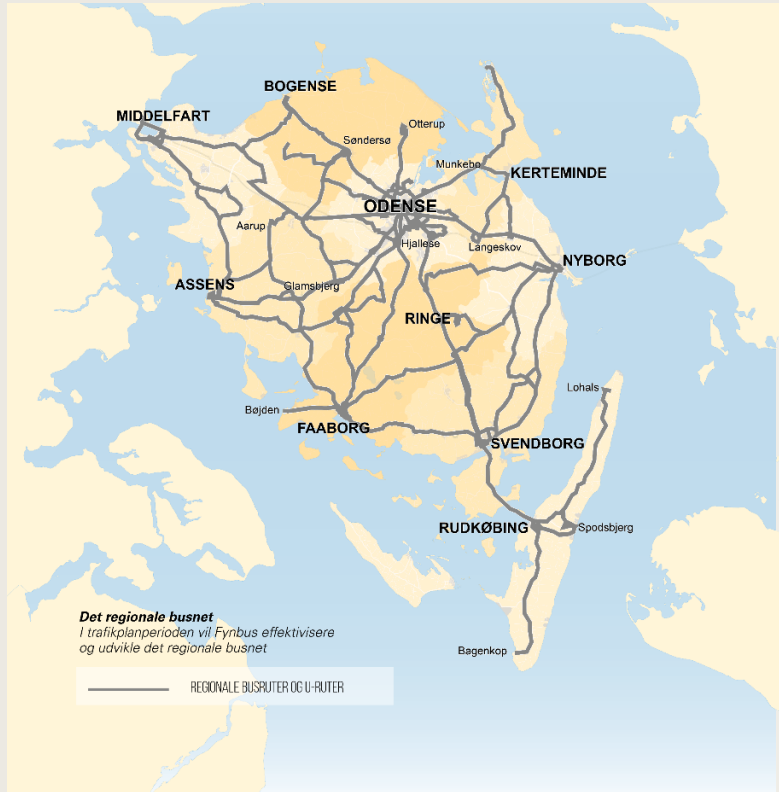 BOGENSE
MIDDELFART
Otterup
Søndersø
Munkebo
KERTEMINDE
ODENSE
Aarup
Hjallese
Langeskov
NYBORG
ASSENS
Glamsbjerg
RINGE
Lohals
Bøjden
FAABORG
SVENDBORG
RUDKØBING
Spodsbjerg
Det regionale busnet
I trafikplanperioden vil Fynbus effektivisere
og udvikle det regionale busnet
Bagenkop
REGIONALE BUSRUTER OG U-RUTER